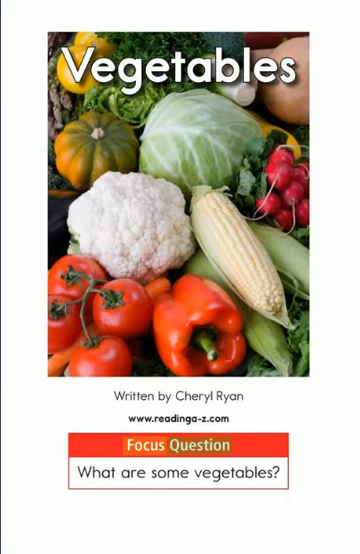 Vegetables
Written by Cheryl Ryan
www.readinga-z.com
Focus Question
What are some vegetables?